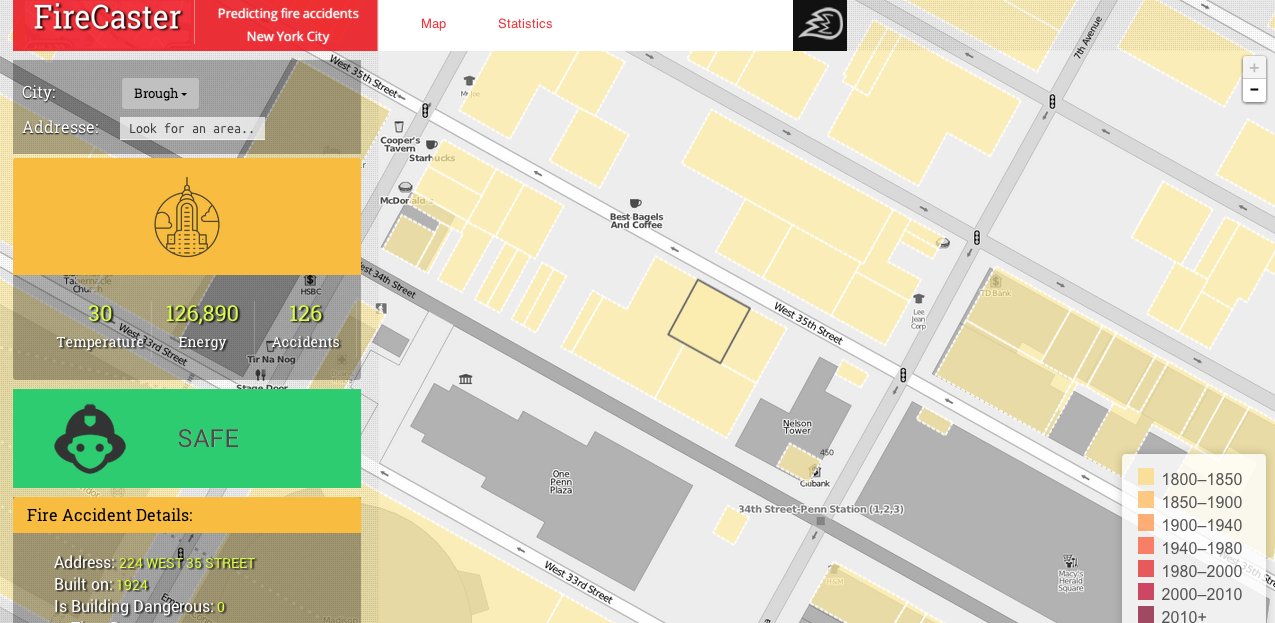 FireCaster
Predicting fire accidents
New York City
Map
Statistics
City:
Brough
Addresse:
Look for an area..
30
Temperature
126,890
Energy
126
Accidents
SAFE
Fire Accident Details:
Address: 224 WEST 35 STREET
Built on: 1924
Is Building Dangerous: 0
7th Avenue
West 35th Street
Cooper's
Tavern
Starbucks
McDonald's
Best Bagels
And Coffee
West 34th Street
HSBC
West 33rd Street
Tir Na Nog
Stage Door
TD Bank
Lee
Jean
Corp
West 35th Street
Nelson
Tower
450
Citibank
One
Penn
Plaza
34th Street-Penn Station (1,2,3)
West 33rd Street
Macy's
Herald
Square
H&M
+
-
1800–1850
1850–1900
1900–1940
1940–1980
1980–2000
2000–2010
2010+